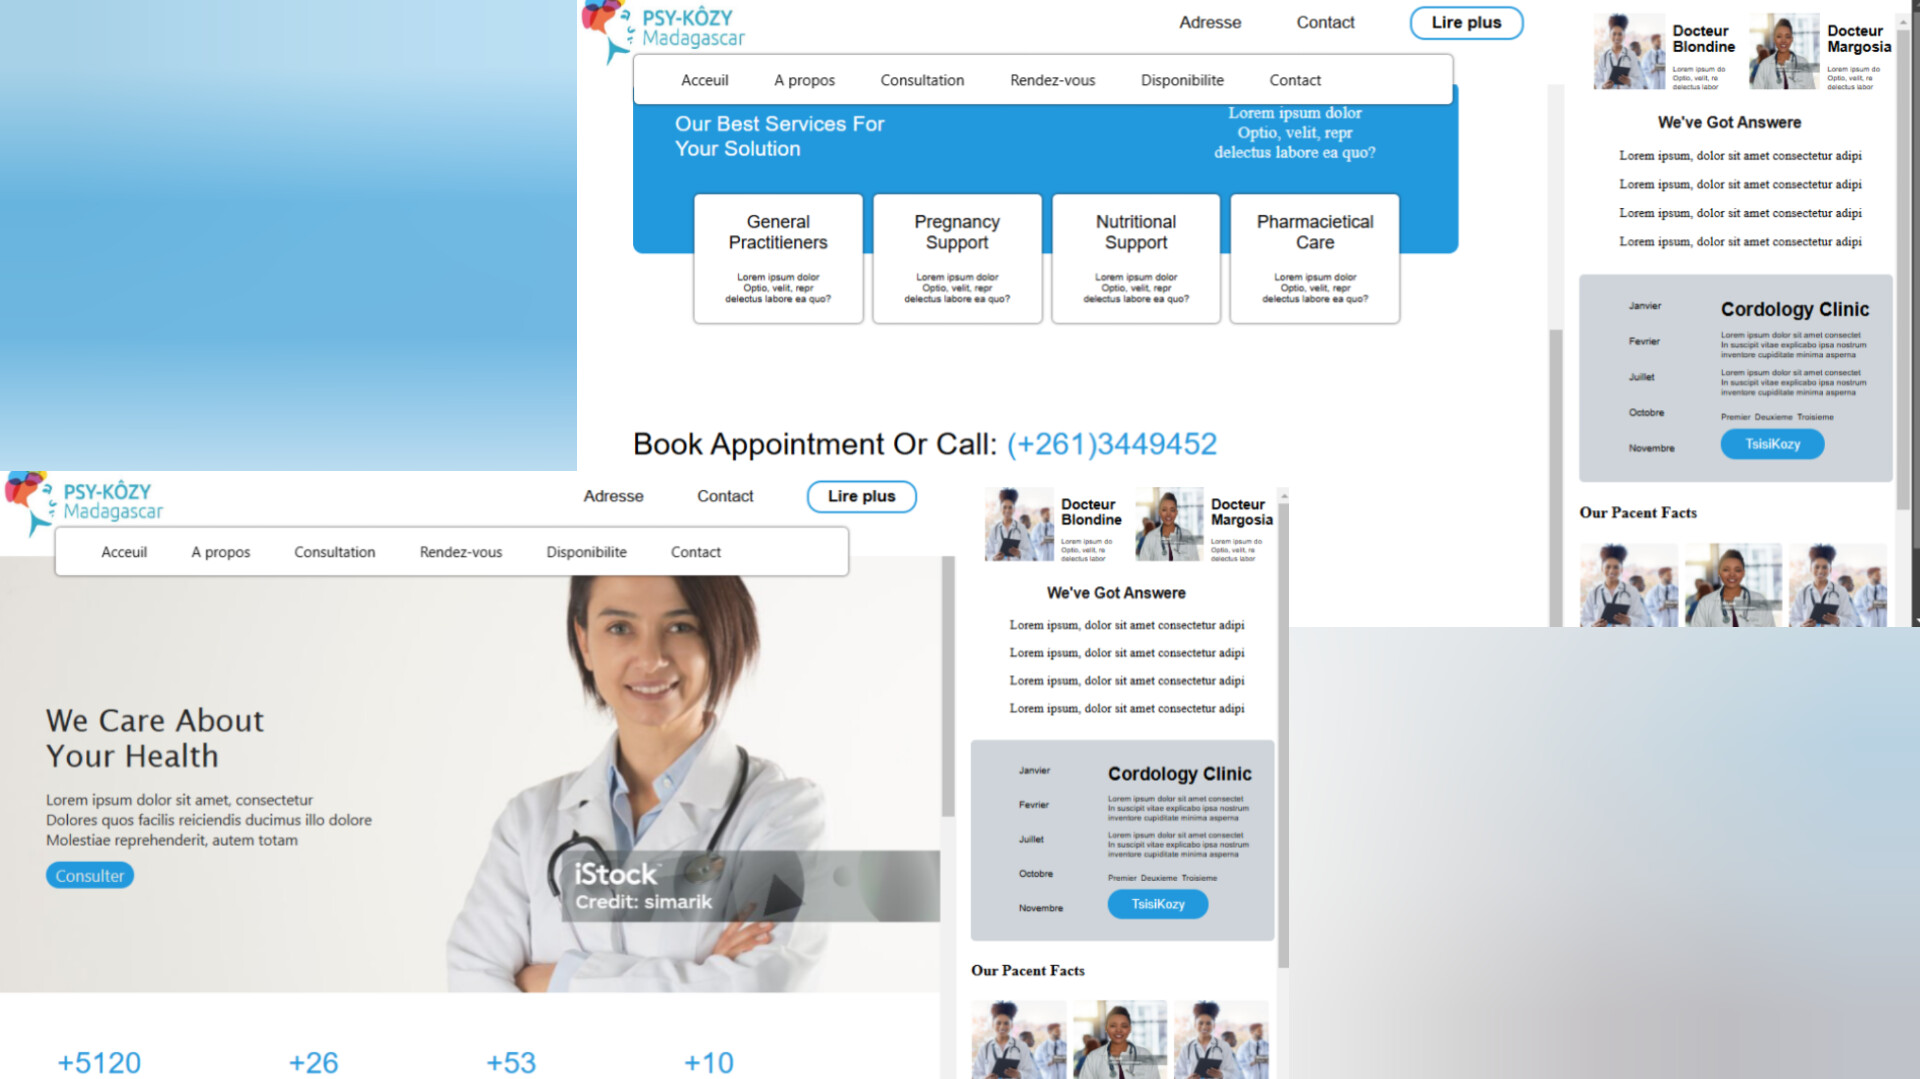 PSY-KÔZY
Madagascar
Adresse
Contact
Lire plus
Acceuil
A propos
Consultation
Rendez-vous
Disponibilite
Contact
Our Best Services For
Your Solution
Lorem ipsum dolor
Optio, velit, repr
delectus labore ea quo?
General
Practitieners
Lorem ipsum dolor
Optio, velit, repr
delectus labore ea quo?
Pregnancy
Support
Lorem ipsum dolor
Optio, velit, repr
delectus labore ea quo?
Nutritional
Support
Lorem ipsum dolor
Optio, velit, repr
delectus labore ea quo?
Pharmacietical
Care
Lorem ipsum dolor
Optio, velit, repr
delectus labore ea quo?
Book Appointment Or Call: (+261)3449452
Docteur
Blondine
Lorem ipsum do
Optio, velit, re
delectus labor
Docteur
Margosia
Lorem ipsum do
Optio, velit, re
delectus labor
We've Got Answere
Lorem ipsum, dolor sit amet consectetur adipi
Lorem ipsum, dolor sit amet consectetur adipi
Lorem ipsum, dolor sit amet consectetur adipi
Lorem ipsum, dolor sit amet consectetur adipi
Janvier
Fevrier
Juillet
Octobre
Novembre
Cordology Clinic
Lorem ipsum dolor sit amet consectet
In suscipit vitae explicabo ipsa nostrum
inventore cupiditate minima asperna
Lorem ipsum dolor sit amet consectet
In suscipit vitae explicabo ipsa nostrum
inventore cupiditate minima asperna
Premier Deuxieme Troisieme
TsisiKozy
Our Pacent Facts
PSY-KÔZY
Madagascar
Adresse
Contact
Lire plus
Acceuil
A propos
Consultation
Rendez-vous
Disponibilite
Contact
We Care About
Your Health
Lorem ipsum dolor sit amet, consectetur
Dolores quos facilis reiciendis ducimus illo dolore
Molestiae reprehenderit, autem totam
Consulter
iStock
Credit: simarik
+5120
+26
+53
+10
Docteur
Blondine
Lorem ipsum do
Optio, velit, re
delectus labor
Docteur
Margosia
Lorem ipsum do
Optio, velit, re
delectus labor
We've Got Answere
Lorem ipsum, dolor sit amet consectetur adipi
Lorem ipsum, dolor sit amet consectetur adipi
Lorem ipsum, dolor sit amet consectetur adipi
Lorem ipsum, dolor sit amet consectetur adipi
Janvier
Fevrier
Juillet
Octobre
Novembre
Cordology Clinic
Lorem ipsum dolor sit amet consectet
In suscipit vitae explicabo ipsa nostrum
inventore cupiditate minima asperna
Lorem ipsum dolor sit amet consectet
In suscipit vitae explicabo ipsa nostrum
inventore cupiditate minima asperna
Premier Deuxieme Troisieme
TsisiKozy
Our Pacent Facts